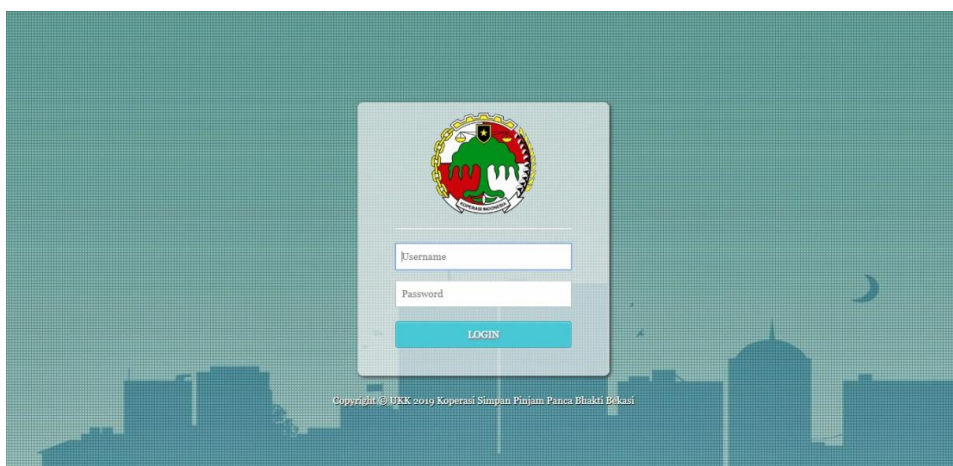 KOPERASI INDONESIA
Username
Password
LOGIN
Copyright © UKK 2019 Koperasi Simpan Pinjam Panca Bhakti Bekasi